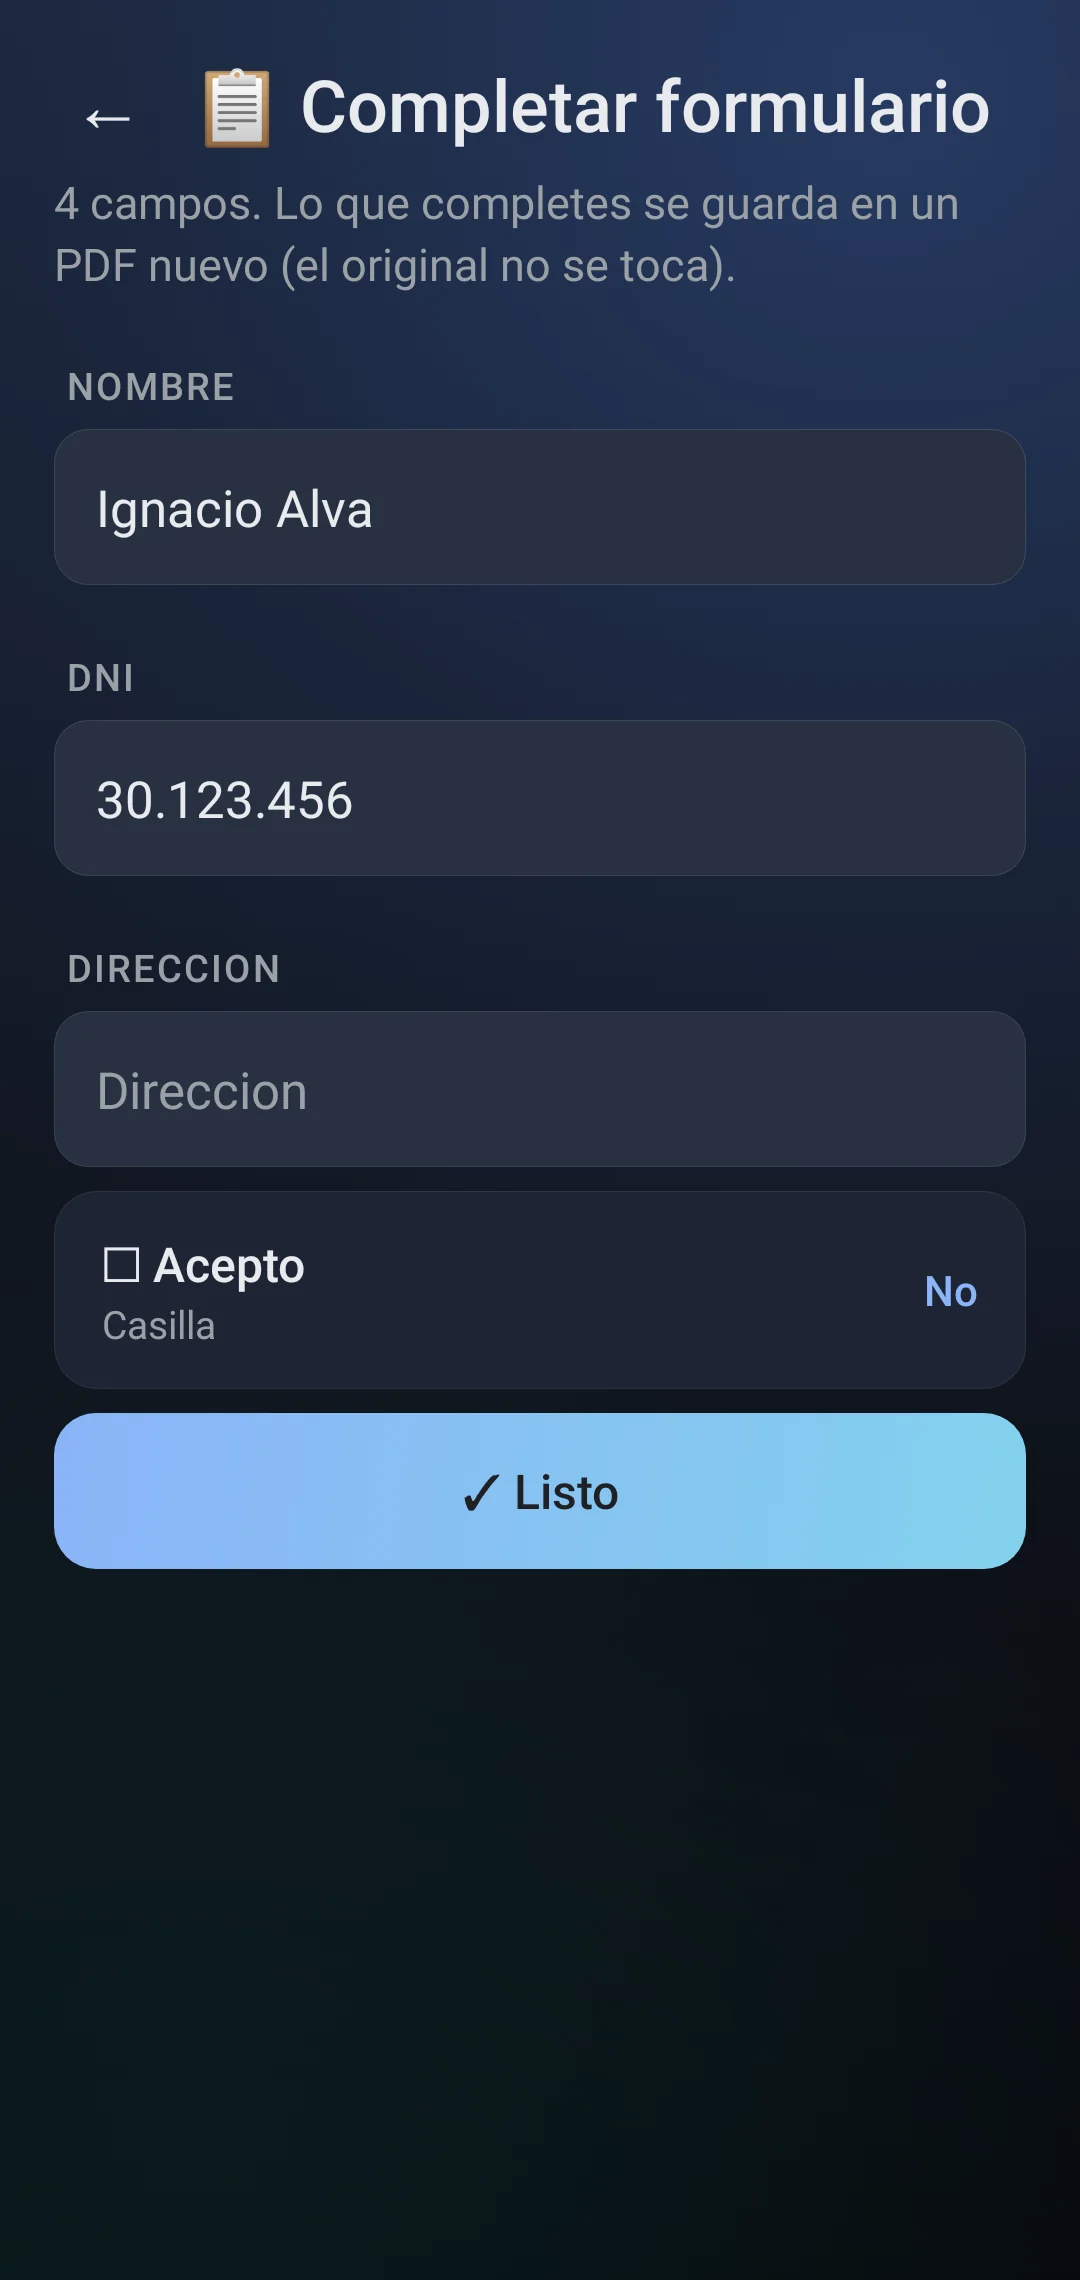 ← 📋 Completar formulario
4 campos. Lo que completes se guarda en un
PDF nuevo (el original no se toca).
NOMBRE
Ignacio Alva
DNI
30.123.456
DIRECCION
Direccion
☐ Acepto
Casilla
No
✓ Listo